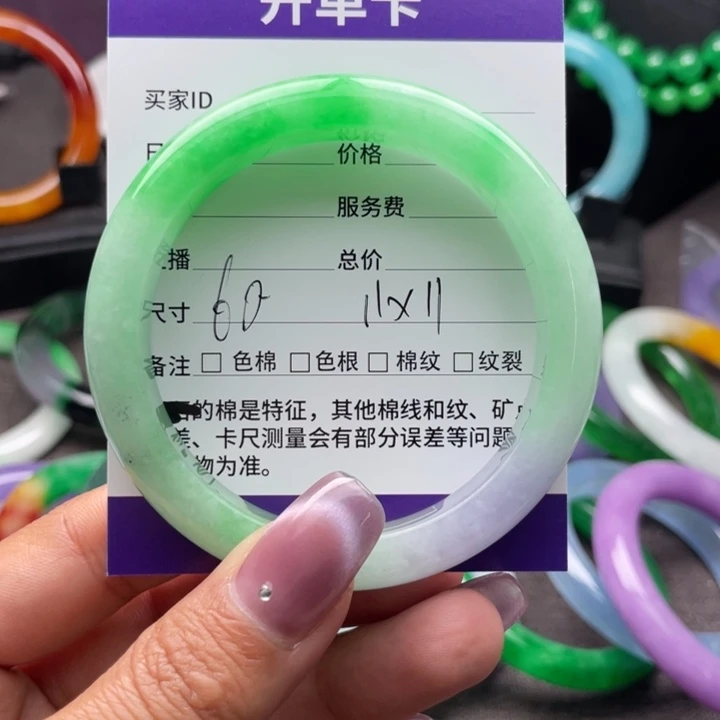 开单卡
买家ID
价格
服务费
播 总价
尺寸 60 11x11
备注 □ 色棉 □色根 □ 棉纹 □纹裂
的棉是特征，其他棉线和纹、矿
差、卡尺测量会有部分误差等问题
物为准。